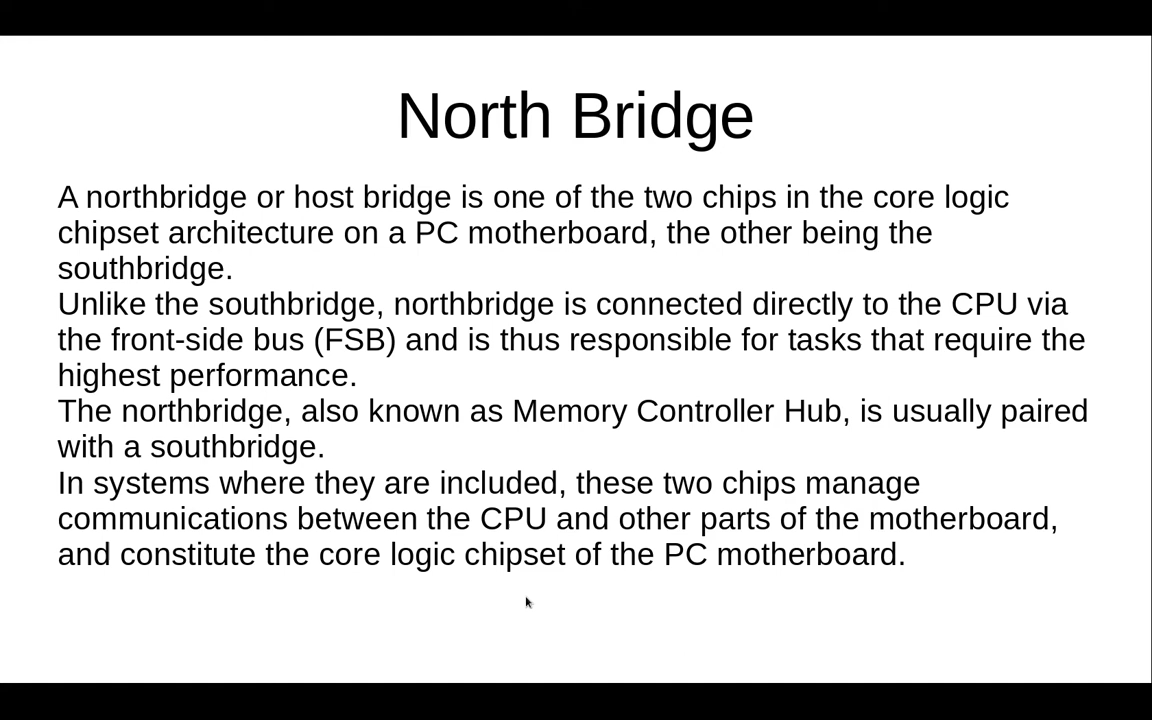 North Bridge
A northbridge or host bridge is one of the two chips in the core logic
chipset architecture on a PC motherboard, the other being the
southbridge.
Unlike the southbridge, northbridge is connected directly to the CPU via
the front-side bus (FSB) and is thus responsible for tasks that require the
highest performance.
The northbridge, also known as Memory Controller Hub, is usually paired
with a southbridge.
In systems where they are included, these two chips manage
communications between the CPU and other parts of the motherboard,
and constitute the core logic chipset of the PC motherboard.